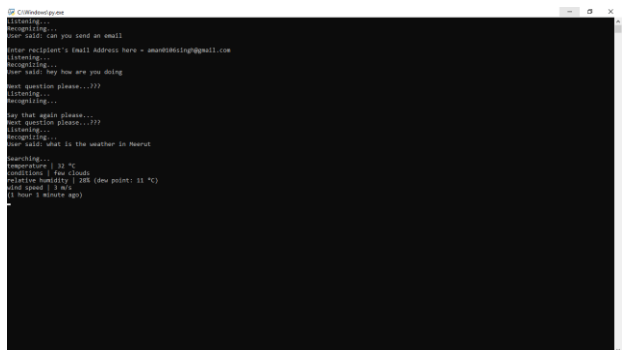 C:\Windows\py.exe
Listening...
Recognizing...
User said: can you send an email
Enter recipient's Email Address here = aman0106singh@gmail.com
Listening...
Recognizing...
User said: hey how are you doing
Next question please...???
Listening...
Recognizing...
Say that again please...
Next question please...???
Listening...
Recognizing...
User said: what is the weather in Meerut
Searching...
temperature | 32 °C
conditions | few clouds
relative humidity | 28% (dew point: 11 °C)
wind speed | 3 m/s
(1 hour 1 minute ago)